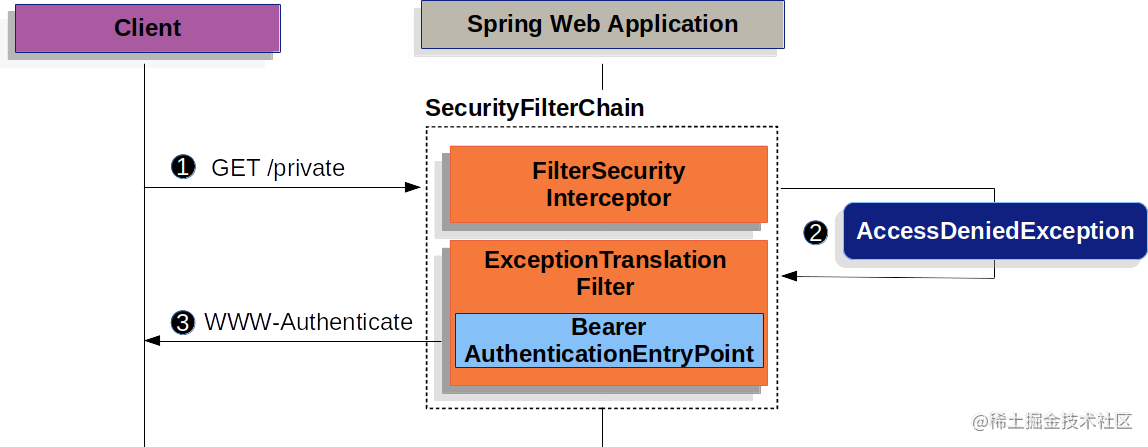 Client
Spring Web Application
SecurityFilterChain
❶ GET /private
FilterSecurity
Interceptor
❷ AccessDeniedException
ExceptionTranslation
Filter
❸ WWW-Authenticate
Bearer
AuthenticationEntryPoint
@稀土掘金技术社区